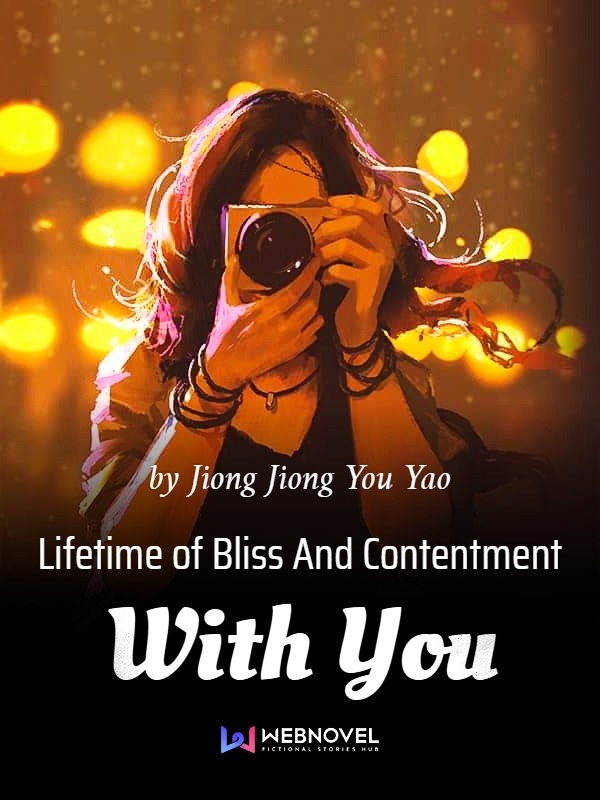 by Jiong Jiong You Yao
Lifetime of Bliss And Contentment
With You
WEBNOVEL
FICTIONAL STORIES HUB